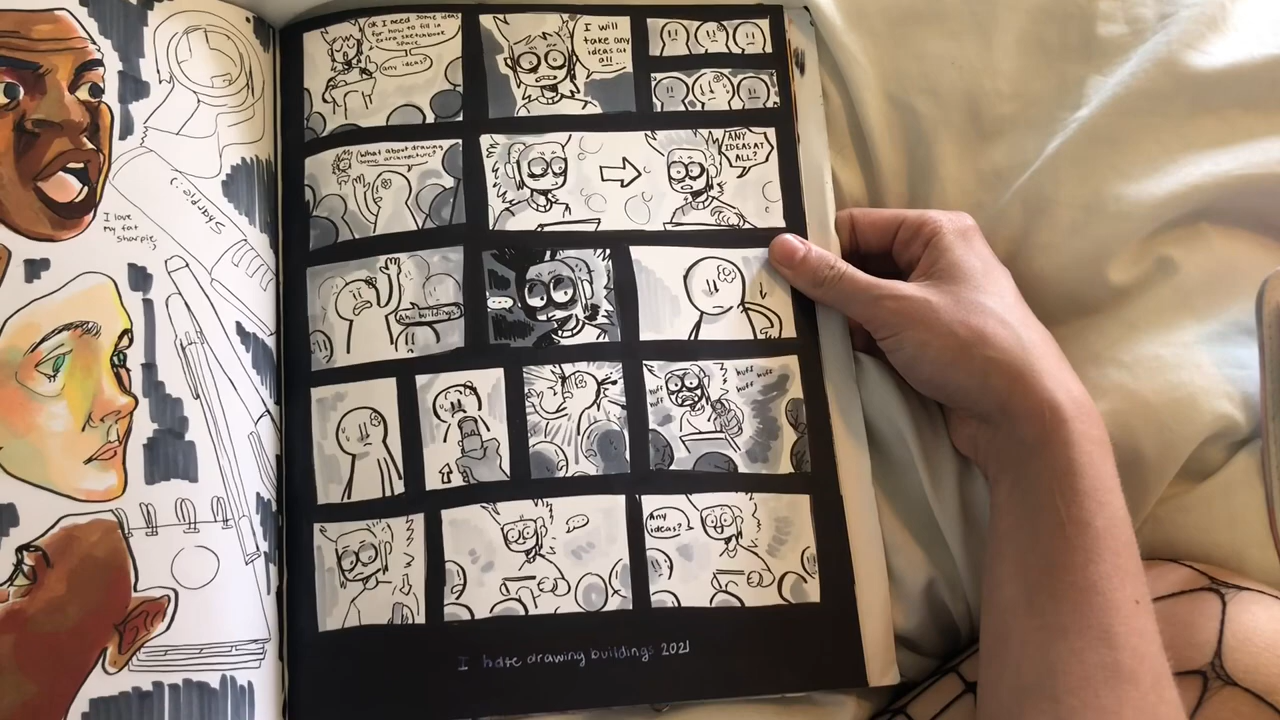 I love
my fat
sharpie
:)
Sharpie :)
OK I need some ideas
for how to fill in
extra sketchbook
space
any ideas?
I will
take any
ideas at
all...
What about drawing
some architecture?
ANY
IDEAS AT
ALL?
Ahh buildings?
...
huff
huff
huff
huff
huff
...
Any
ideas?
I hate drawing buildings 2021